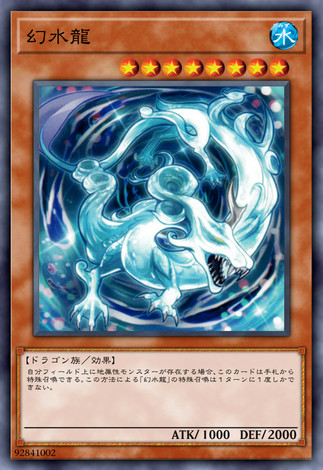 幻水龍
水
【ドラゴン族／効果】
自分フィールド上に地属性モンスターが存在する場合、このカードは手札から
特殊召喚できる。この方法による「幻水龍」の特殊召喚は１ターンに１度しかで
きない。
ATK/ 1000 DEF/2000
92841002